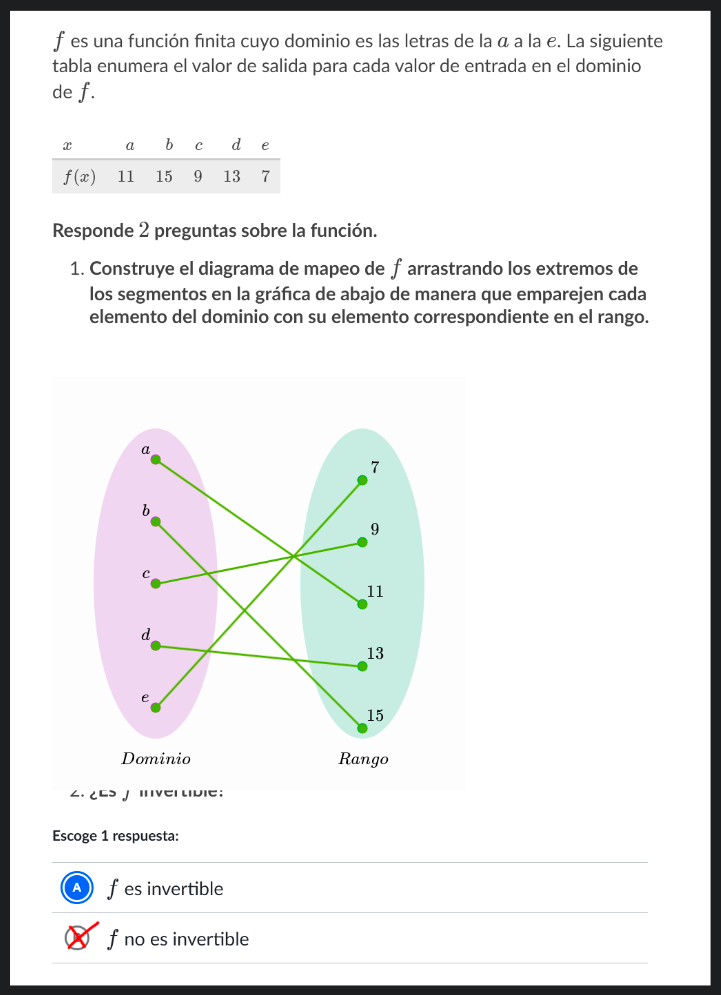 f es una función finita cuyo dominio es las letras de la a a la e. La siguiente
tabla enumera el valor de salida para cada valor de entrada en el dominio
de f.
x a b c d e
f(x) 11 15 9 13 7
Responde 2 preguntas sobre la función.
1. Construye el diagrama de mapeo de f arrastrando los extremos de
los segmentos en la gráfica de abajo de manera que emparejen cada
elemento del dominio con su elemento correspondiente en el rango.
a
7
b
9
c
11
d
13
e
15
Dominio Rango
2. ¿Es f invertible?
Escoge 1 respuesta:
A f es invertible
f no es invertible